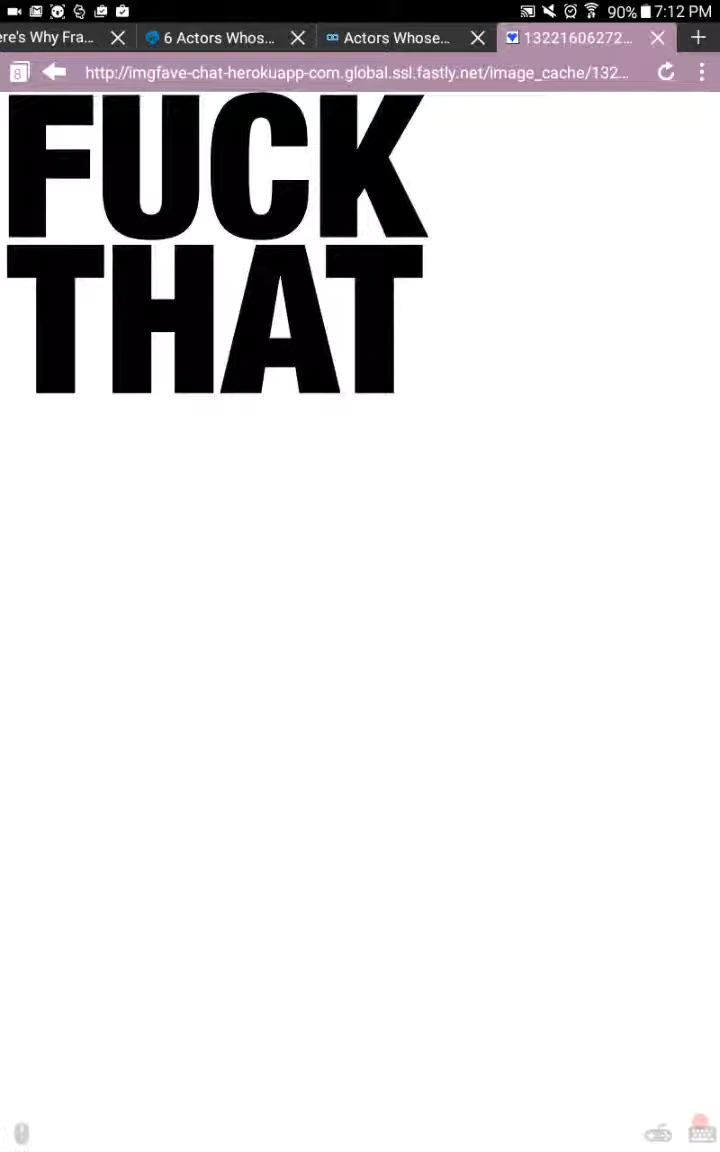 90% 7:12 PM
ere's Why Fra...
6 Actors Whos...
Actors Whose...
13221606272...
8
http://imgfave-chat-herokuapp-com.global.ssl.fastly.net/image_cache/132...
FUCK
THAT